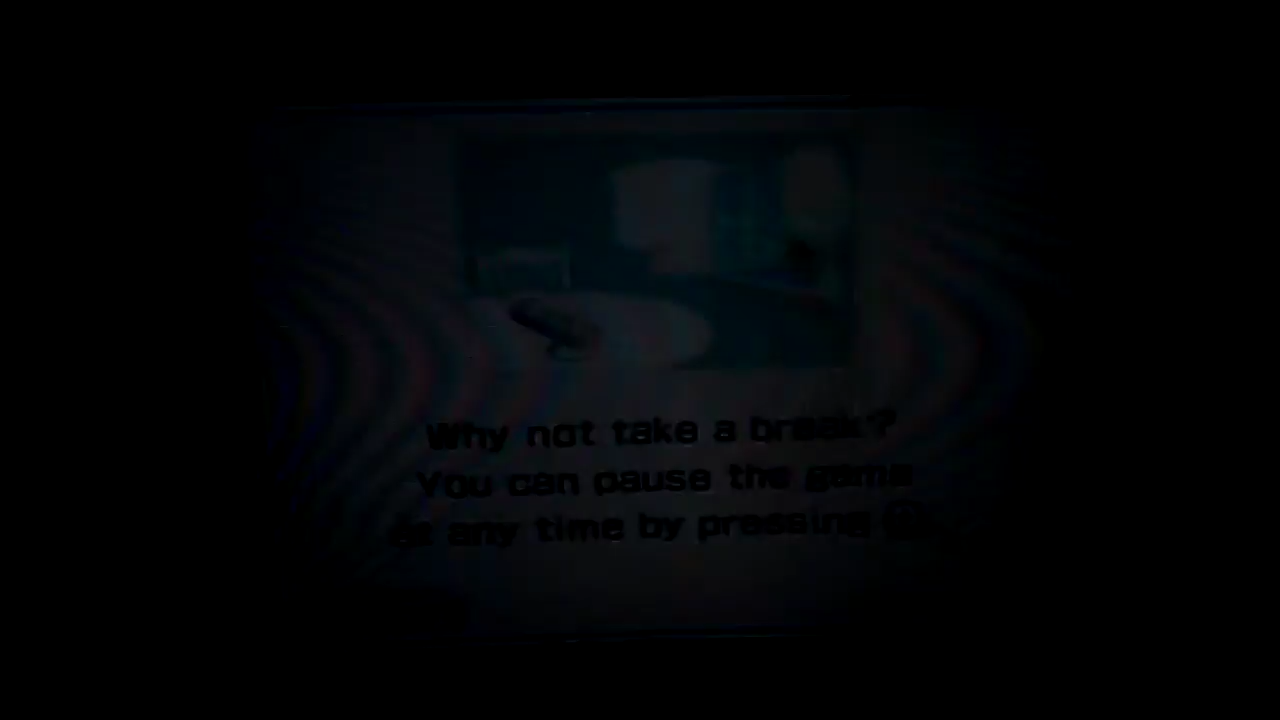 Why not take a break?
You can pause the game
at any time by pressing